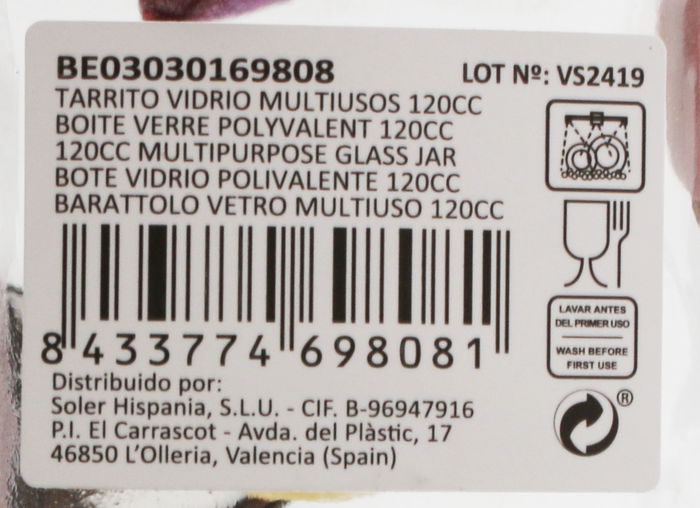 BE03030169808
LOT Nº: VS2419
TARRITO VIDRIO MULTIUSOS 120CC
BOITE VERRE POLYVALENT 120CC
120CC MULTIPURPOSE GLASS JAR
BOTE VIDRIO POLIVALENTE 120CC
BARATTOLO VETRO MULTIUSO 120CC
8 433774 698081
LAVAR ANTES
DEL PRIMER USO
WASH BEFORE
FIRST USE
®
Distribuido por:
Soler Hispania, S.L.U. - CIF. B-96947916
P.I. El Carrascot - Avda. del Plàstic, 17
46850 L'Olleria, Valencia (Spain)